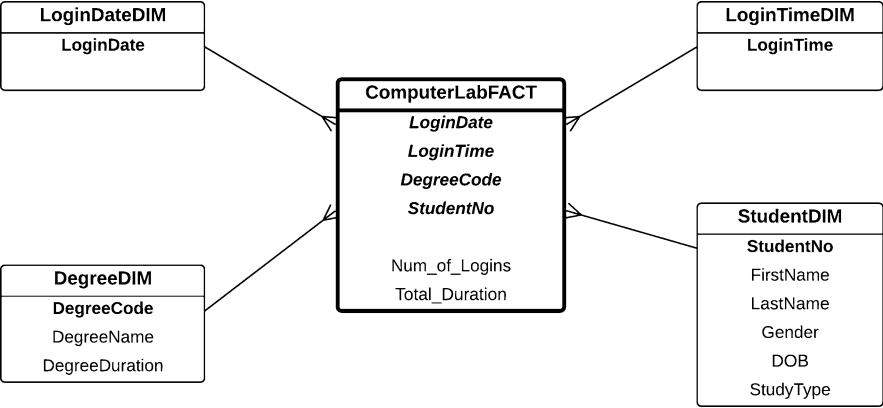 LoginDateDIM
LoginDate
LoginTimeDIM
LoginTime
ComputerLabFACT
LoginDate
LoginTime
DegreeCode
StudentNo
Num_of_Logins
Total_Duration
DegreeDIM
DegreeCode
DegreeName
DegreeDuration
StudentDIM
StudentNo
FirstName
LastName
Gender
DOB
StudyType